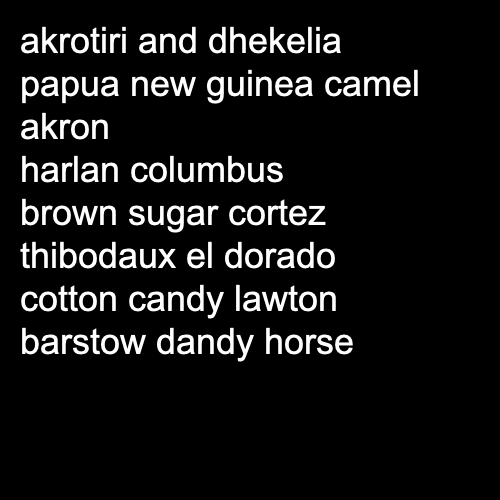 akrotiri and dhekelia
papua new guinea camel
akron
harlan columbus
brown sugar cortez
thibodaux el dorado
cotton candy lawton
barstow dandy horse